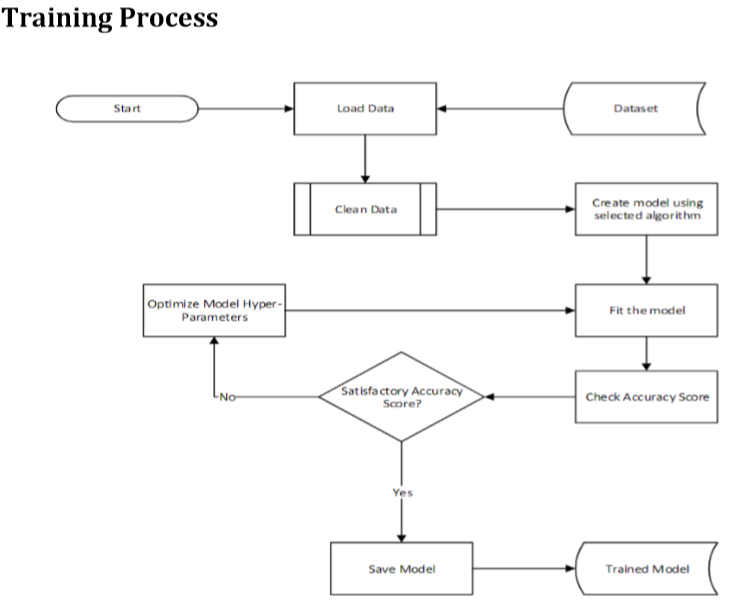 Training Process
Start
Load Data
Dataset
Clean Data
Create model using
selected algorithm
Optimize Model Hyper-
Parameters
Fit the model
Satisfactory Accuracy
Score?
Check Accuracy Score
No
Yes
Save Model
Trained Model